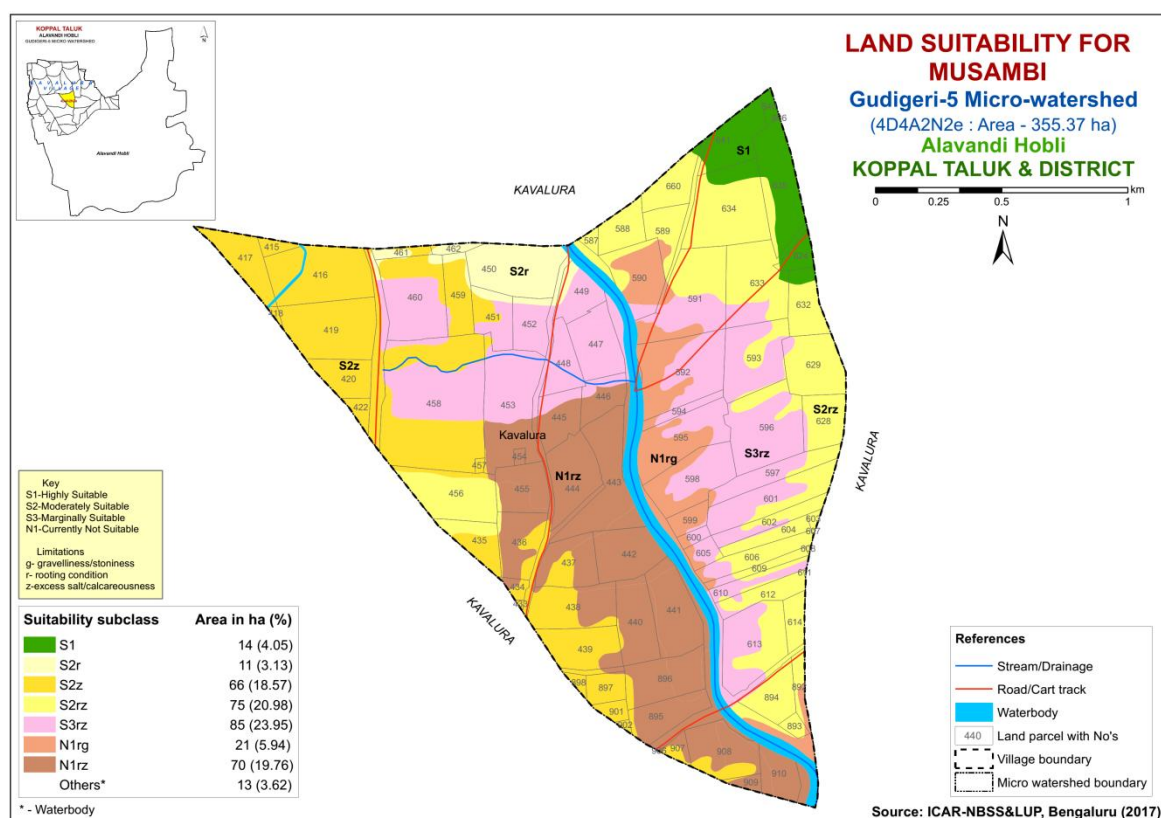 KOPPAL TALUK
ALAVANDI HOBLI
GUDIGERI-5 MICRO-WATERSHED
N
Alavandi Hobli
LAND SUITABILITY FOR
MUSAMBI
Gudigeri-5 Micro-watershed
(4D4A2N2e : Area - 355.37 ha)
Alavandi Hobli
KOPPAL TALUK & DISTRICT
km
0 0.25 0.5 1
N
KAVALURA
S1
660
634
588
587
589
590
591
633
632
593
629
S2rz
628
592
594
595
596
S3rz
597
598
N1rg
599
600
601
602
604
605
606
609
610
612
613
614
894
893
KAVALURA
417
415
416
418
419
S2z
420
422
461
462
450
S2r
460
459
451
452
449
447
448
458
453
446
445
Kavalura
454
457
455
N1rz
444
443
456
435
436
437
442
434
438
441
440
439
KAVALURA
898
897
896
901
902
895
907
908
909
910
Key
S1-Highly Suitable
S2-Moderately Suitable
S3-Marginally Suitable
N1-Currently Not Suitable
Limitations
g- gravelliness/stoniness
r- rooting condition
z-excess salt/calcareousness
Suitability subclass Area in ha (%)
S1 14 (4.05)
S2r 11 (3.13)
S2z 66 (18.57)
S2rz 75 (20.98)
S3rz 85 (23.95)
N1rg 21 (5.94)
N1rz 70 (19.76)
Others* 13 (3.62)
* - Waterbody
References
Stream/Drainage
Road/Cart track
Waterbody
440 Land parcel with No's
Village boundary
Micro watershed boundary
Source: ICAR-NBSS&LUP, Bengaluru (2017)